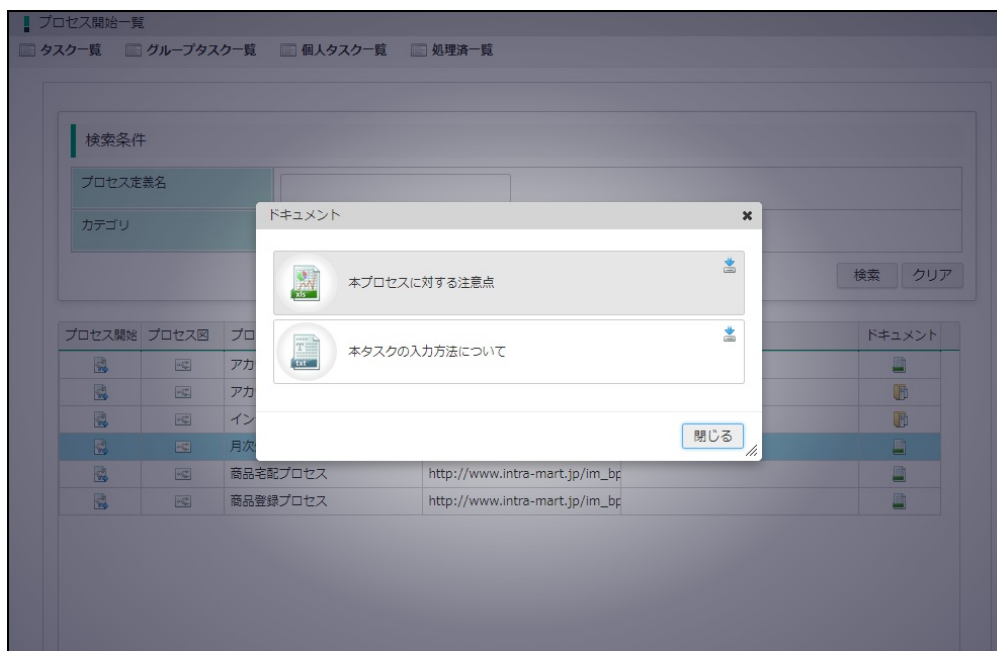 プロセス開始一覧
タスク一覧 グループタスク一覧 個人タスク一覧 処理済一覧
検索条件
プロセス定義名
カテゴリ
検索 クリア
ドキュメント
xls 本プロセスに対する注意点
txt 本タスクの入力方法について
閉じる
プロセス開始 プロセス図 プロ ドキュメント
アカ
アカ
イン
月次
商品宅配プロセス http://www.intra-mart.jp/im_bp
商品登録プロセス http://www.intra-mart.jp/im_bp